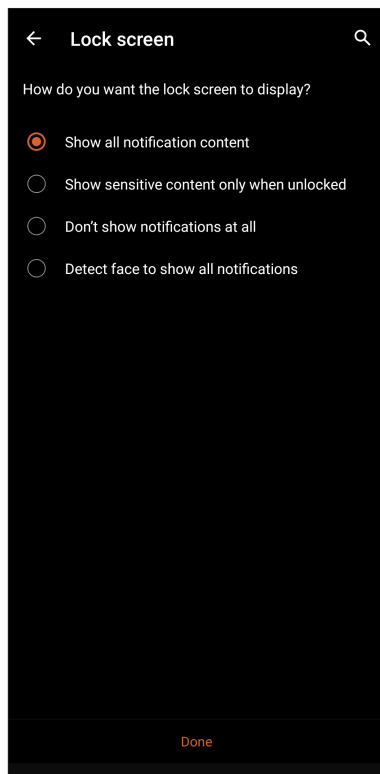 Lock screen
How do you want the lock screen to display?
Show all notification content
Show sensitive content only when unlocked
Don't show notifications at all
Detect face to show all notifications
Done